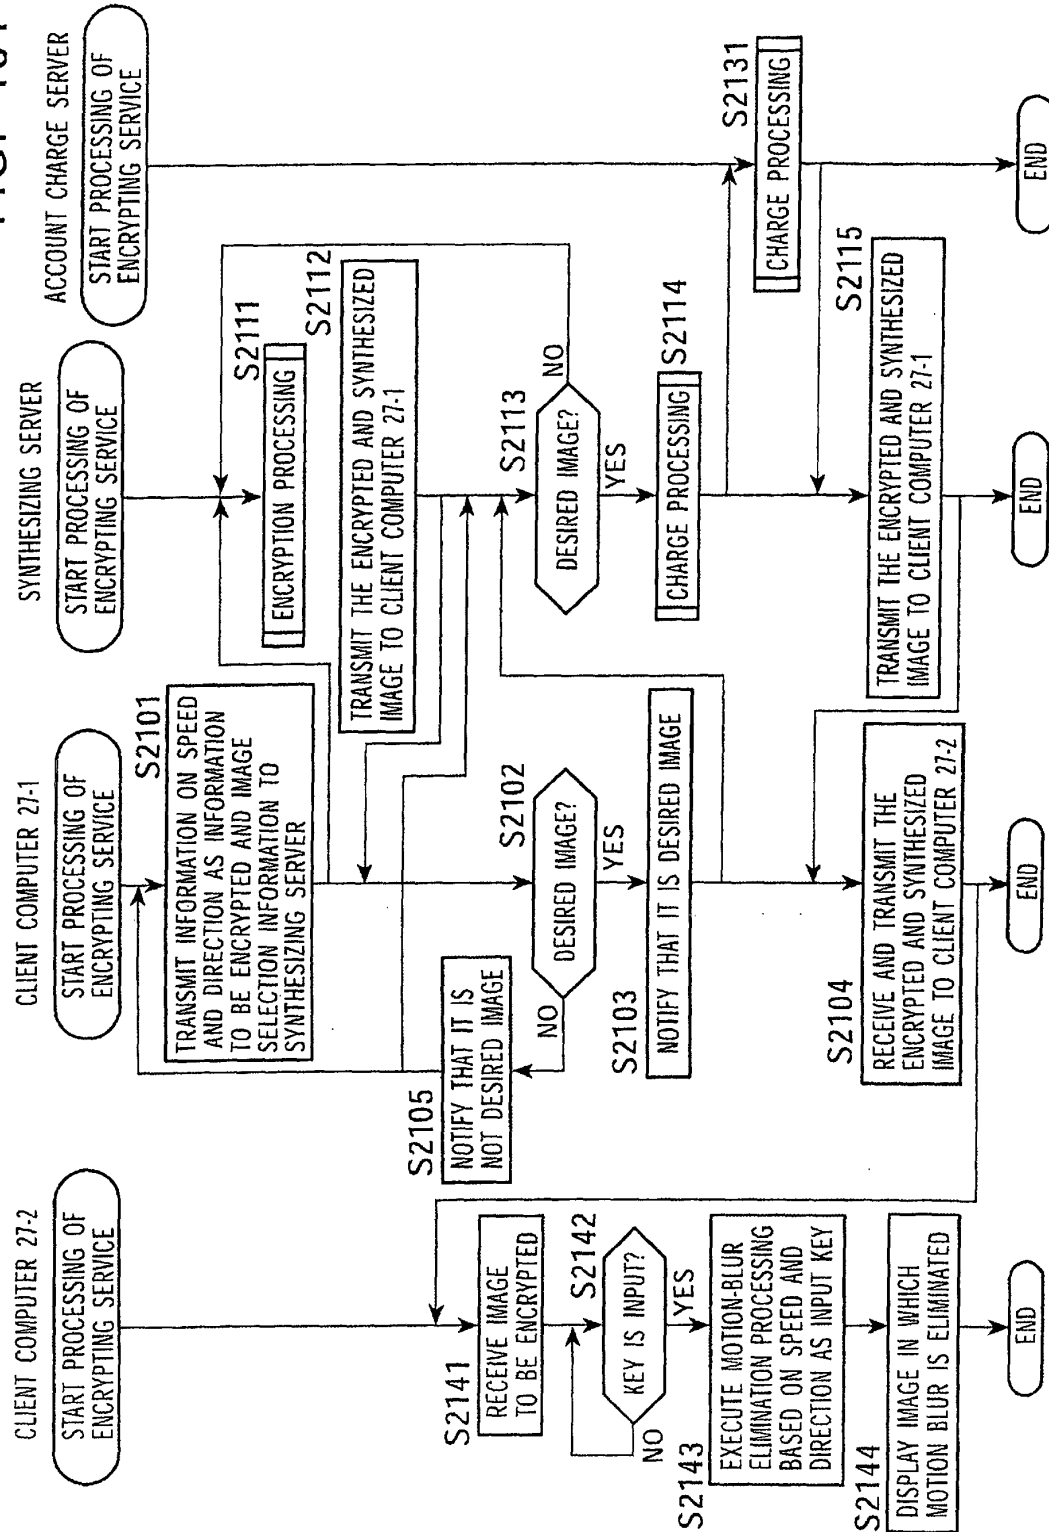 CLIENT COMPUTER 27-2
START PROCESSING OF
ENCRYPTING SERVICE
S2141
RECEIVE IMAGE
TO BE ENCRYPTED
S2142
KEY IS INPUT?
NO
YES
S2143
EXECUTE MOTION-BLUR
ELIMINATION PROCESSING
BASED ON SPEED AND
DIRECTION AS INPUT KEY
S2144
DISPLAY IMAGE IN WHICH
MOTION BLUR IS ELIMINATED
END
CLIENT COMPUTER 27-1
START PROCESSING OF
ENCRYPTING SERVICE
S2101
TRANSMIT INFORMATION ON SPEED
AND DIRECTION AS INFORMATION
TO BE ENCRYPTED AND IMAGE
SELECTION INFORMATION TO
SYNTHESIZING SERVER
S2102
DESIRED IMAGE?
NO
YES
S2105
NOTIFY THAT IT IS
NOT DESIRED IMAGE
S2103
NOTIFY THAT IT IS DESIRED IMAGE
S2104
RECEIVE AND TRANSMIT THE
ENCRYPTED AND SYNTHESIZED
IMAGE TO CLIENT COMPUTER 27-2
END
SYNTHESIZING SERVER
START PROCESSING OF
ENCRYPTING SERVICE
S2111
ENCRYPTION PROCESSING
S2112
TRANSMIT THE ENCRYPTED AND SYNTHESIZED
IMAGE TO CLIENT COMPUTER 27-1
S2113
DESIRED IMAGE?
NO
YES
S2114
CHARGE PROCESSING
S2115
TRANSMIT THE ENCRYPTED AND SYNTHESIZED
IMAGE TO CLIENT COMPUTER 27-1
END
ACCOUNT CHARGE SERVER
START PROCESSING OF
ENCRYPTING SERVICE
S2131
CHARGE PROCESSING
END